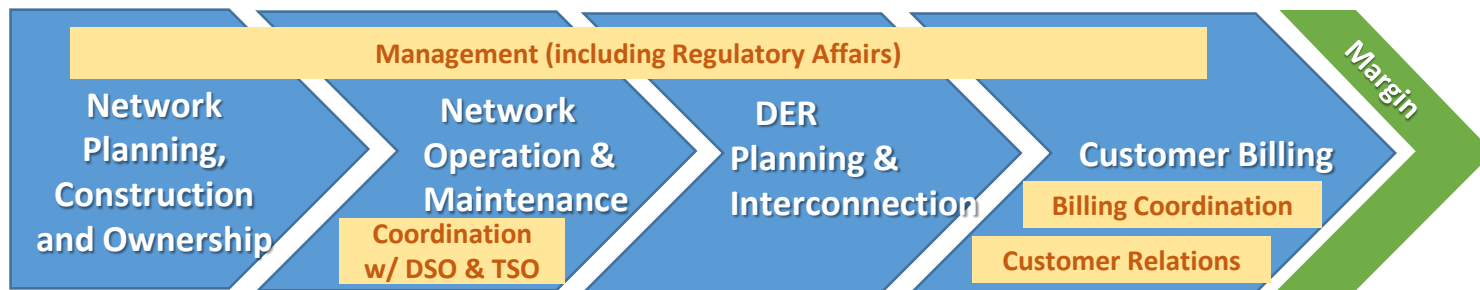 Management (including Regulatory Affairs)
Network
Planning,
Construction
and Ownership
Network
Operation &
Maintenance
Coordination
w/ DSO & TSO
DER
Planning &
Interconnection
Customer Billing
Billing Coordination
Customer Relations
Margin